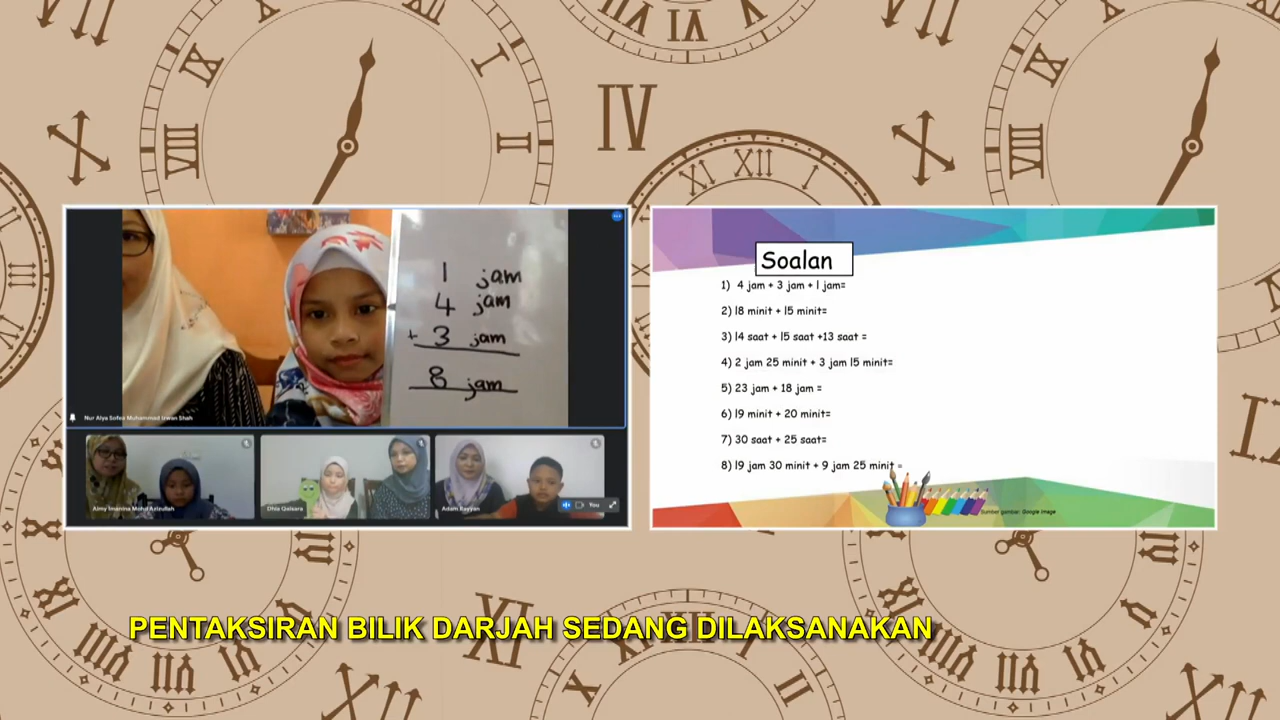 1 jam
4 jam
+ 3 jam
8 jam
Nur Alya Sofea Muhammad Izwan Shah
Almy Imanina Mohd Azizullah
Dhia Qaisara
Adam Rayyan
You
Soalan
1) 4 jam + 3 jam + 1 jam=
2) 18 minit + 15 minit=
3) 14 saat + 15 saat +13 saat =
4) 2 jam 25 minit + 3 jam 15 minit=
5) 23 jam + 18 jam =
6) 19 minit + 20 minit=
7) 30 saat + 25 saat=
8) 19 jam 30 minit + 9 jam 25 minit =
Sumber gambar: Google image
PENTAKSIRAN BILIK DARJAH SEDANG DILAKSANAKAN